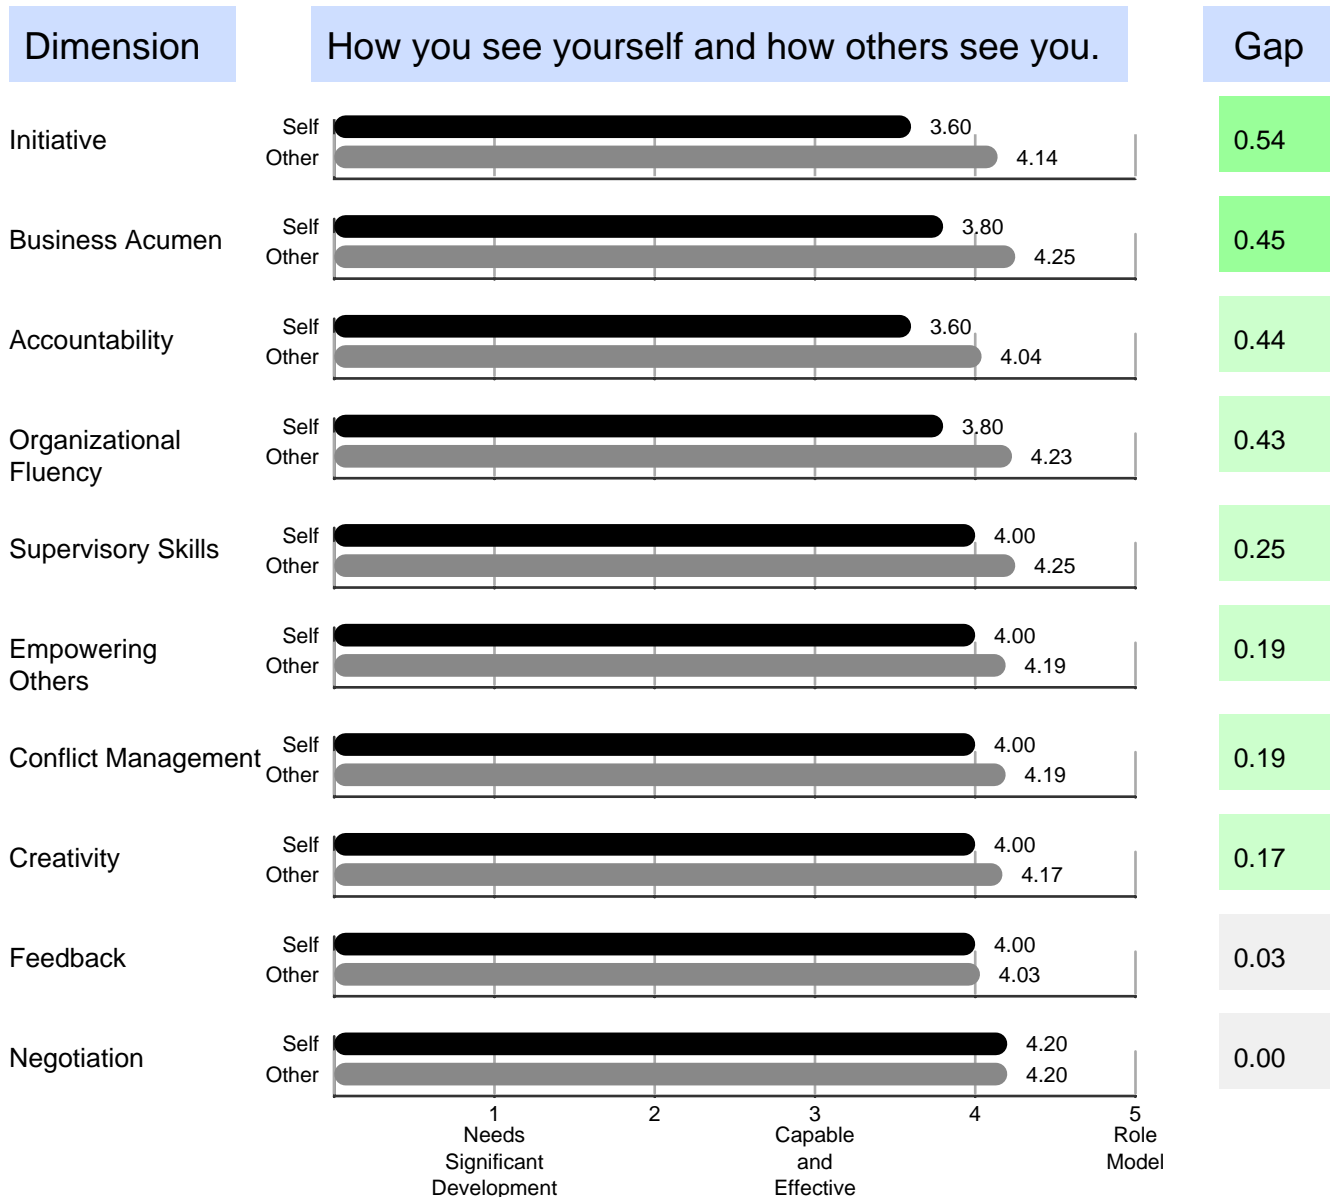 Dimension
How you see yourself and how others see you.
Gap
Initiative
Self
3.60
Other
4.14
0.54
Business Acumen
Self
3.80
Other
4.25
0.45
Accountability
Self
3.60
Other
4.04
0.44
Organizational
Fluency
Self
3.80
Other
4.23
0.43
Supervisory Skills
Self
4.00
Other
4.25
0.25
Empowering
Others
Self
4.00
Other
4.19
0.19
Conflict Management
Self
4.00
Other
4.19
0.19
Creativity
Self
4.00
Other
4.17
0.17
Feedback
Self
4.00
Other
4.03
0.03
Negotiation
Self
4.20
Other
4.20
0.00
1
Needs
Significant
Development
2
3
Capable
and
Effective
4
5
Role
Model